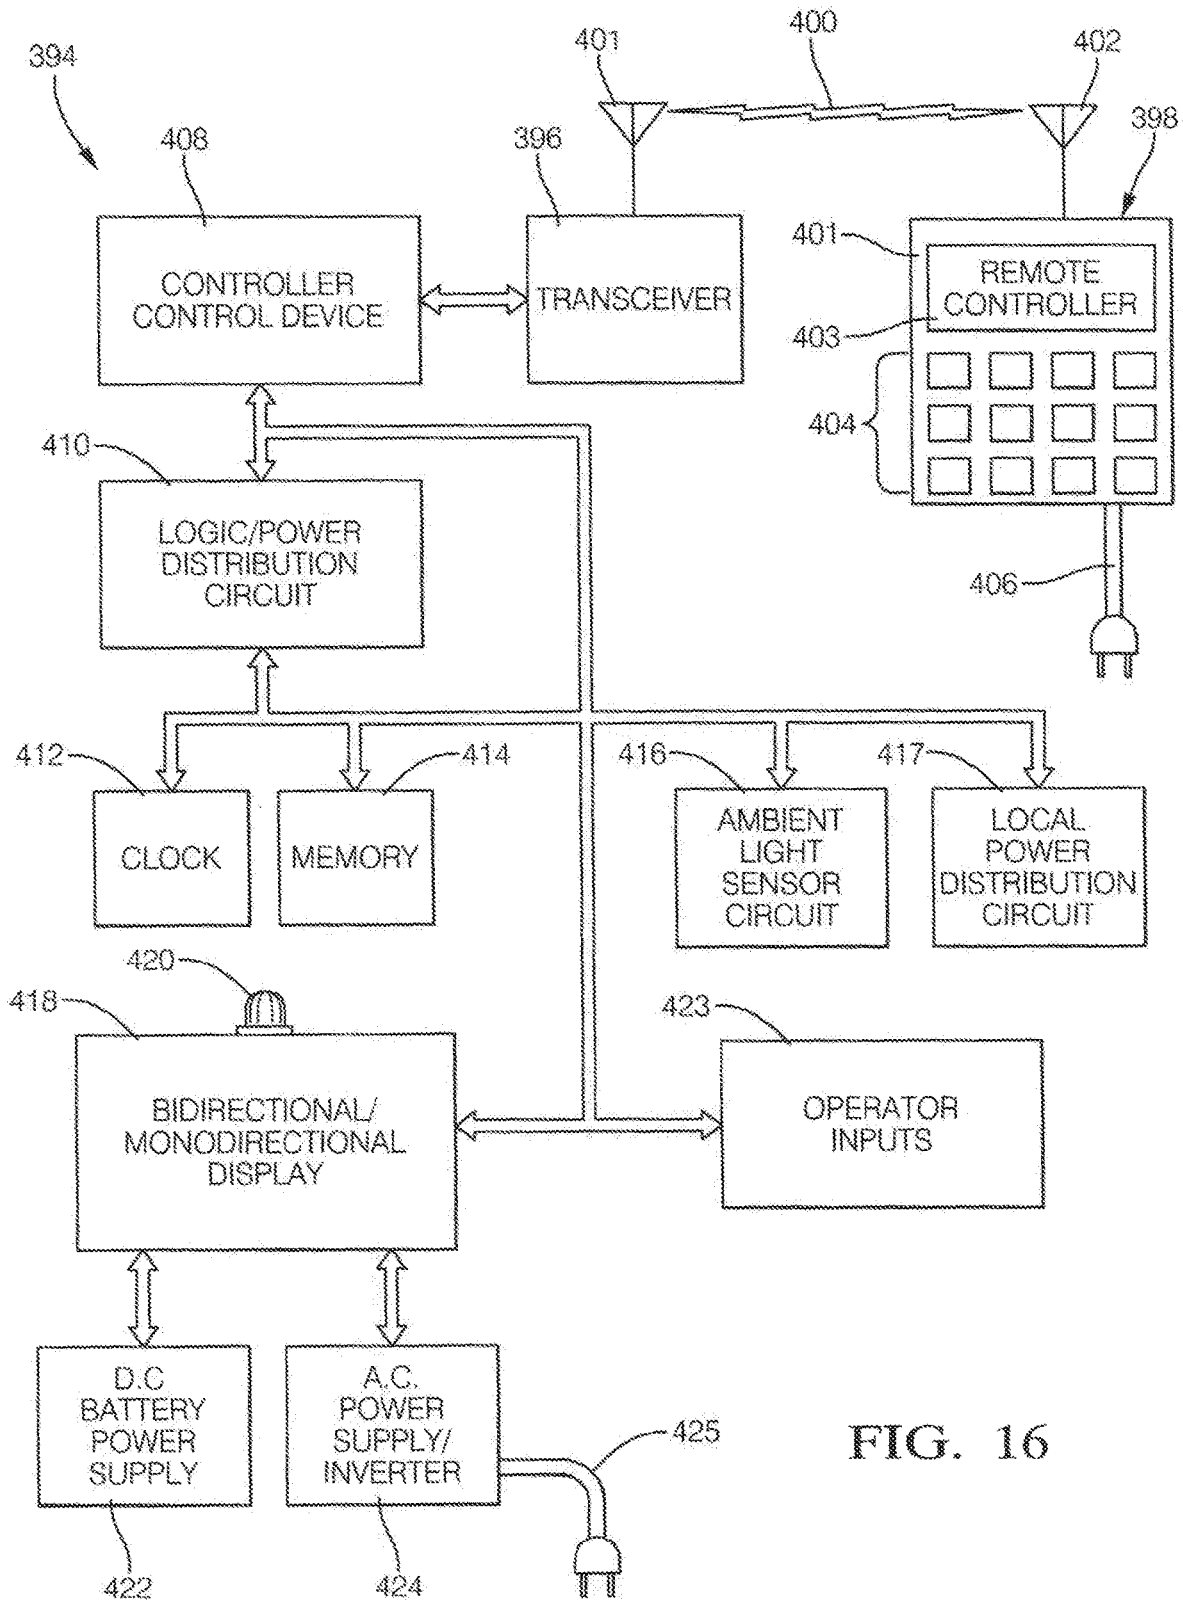 400
401
402
394
408
396
398
401
REMOTE
CONTROLLER
403
CONTROLLER
CONTROL DEVICE
TRANSCEIVER
404
410
LOGIC/POWER
DISTRIBUTION
CIRCUIT
406
412
414
416
417
CLOCK
MEMORY
AMBIENT
LIGHT
SENSOR
CIRCUIT
LOCAL
POWER
DISTRIBUTION
CIRCUIT
420
418
423
BIDIRECTIONAL/
MONODIRECTIONAL
DISPLAY
OPERATOR
INPUTS
D.C
BATTERY
POWER
SUPPLY
A.C.
POWER
SUPPLY/
INVERTER
425
FIG. 16
422
424